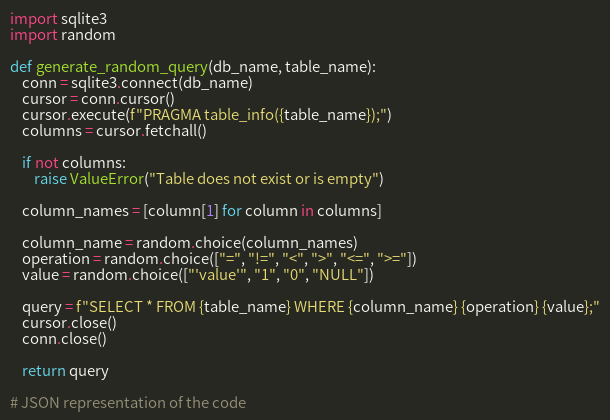 import sqlite3
import random

def generate_random_query(db_name, table_name):
    conn = sqlite3.connect(db_name)
    cursor = conn.cursor()
    cursor.execute(f"PRAGMA table_info({table_name});")
    columns = cursor.fetchall()

    if not columns:
        raise ValueError("Table does not exist or is empty")

    column_names = [column[1] for column in columns]

    column_name = random.choice(column_names)
    operation = random.choice(["=", "!=", "<", ">", "<=", ">="])
    value = random.choice(["'value'", "1", "0", "NULL"])

    query = f"SELECT * FROM {table_name} WHERE {column_name} {operation} {value};"
    cursor.close()
    conn.close()

    return query

# JSON representation of the code